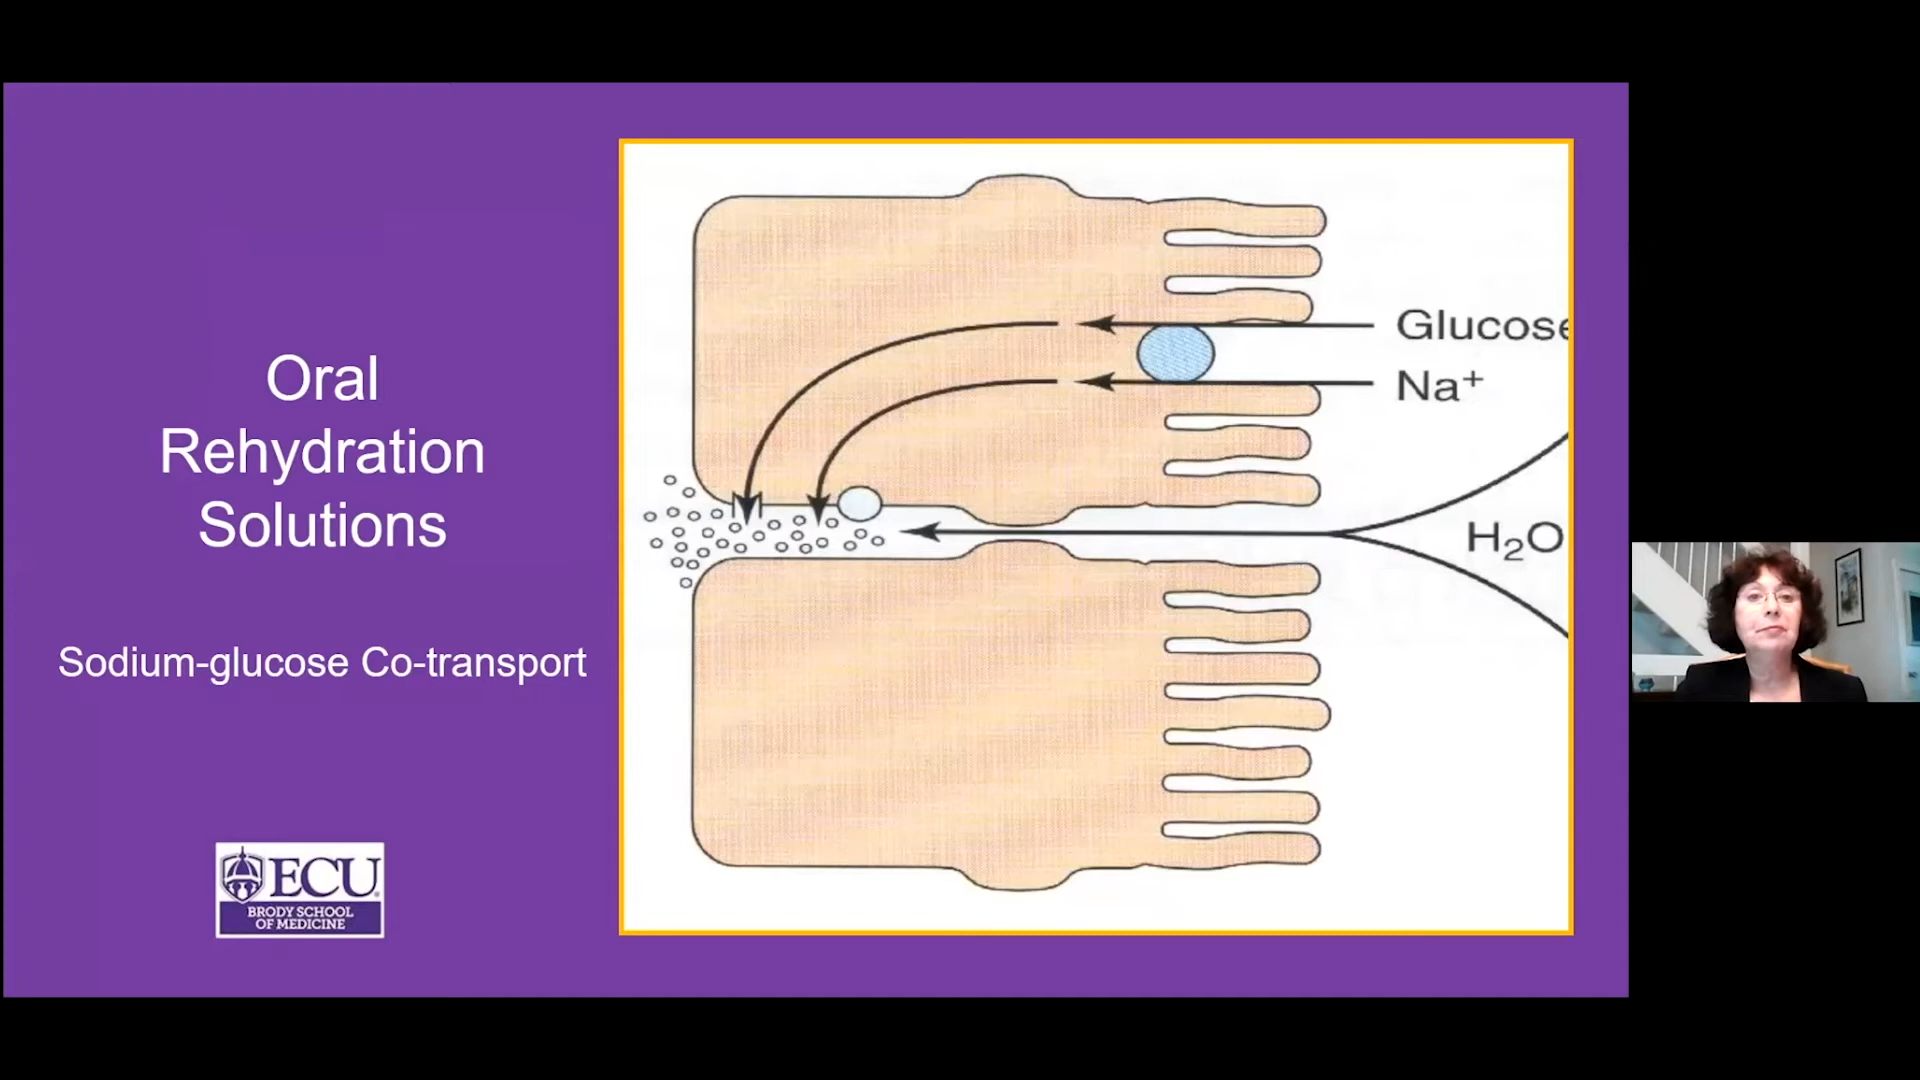 Oral
Rehydration
Solutions
Sodium-glucose Co-transport
ECU
BRODY SCHOOL
OF MEDICINE
Glucose
Na⁺
H₂O